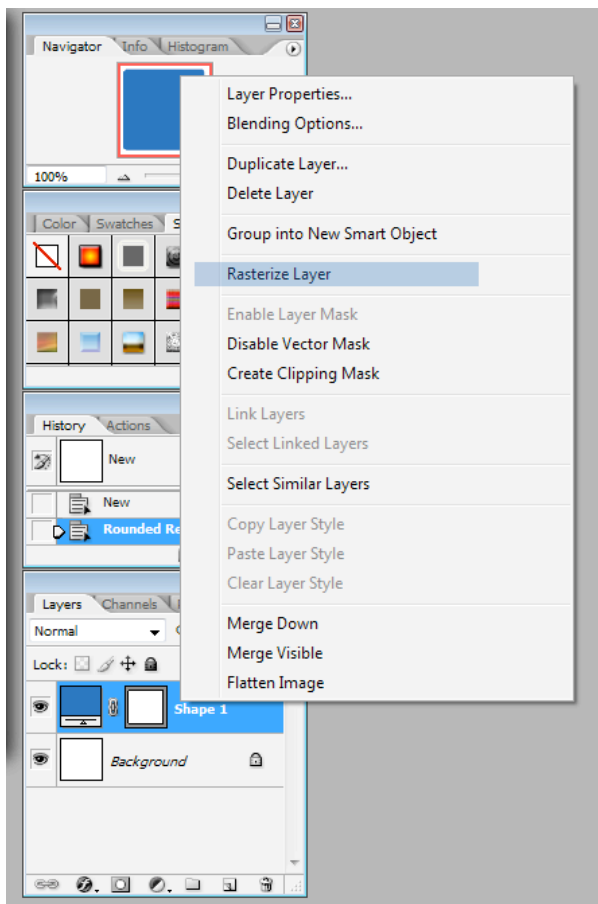 Navigator Info Histogram
100%
Color Swatches
History Actions
New
New
Rounded
Layers Channels
Normal
Lock:
Shape 1
Background
Layer Properties...
Blending Options...
Duplicate Layer...
Delete Layer
Group into New Smart Object
Rasterize Layer
Enable Layer Mask
Disable Vector Mask
Create Clipping Mask
Link Layers
Select Linked Layers
Select Similar Layers
Copy Layer Style
Paste Layer Style
Clear Layer Style
Merge Down
Merge Visible
Flatten Image